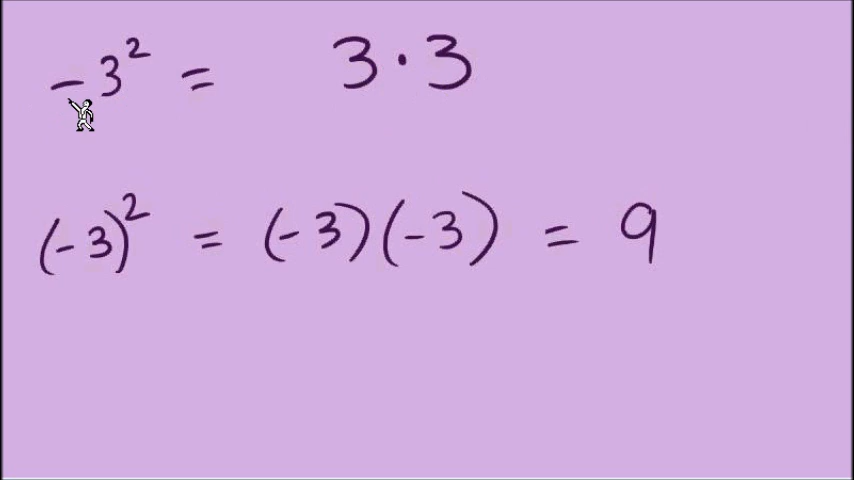 -3² = 3 · 3
(-3)² = (-3)(-3) = 9